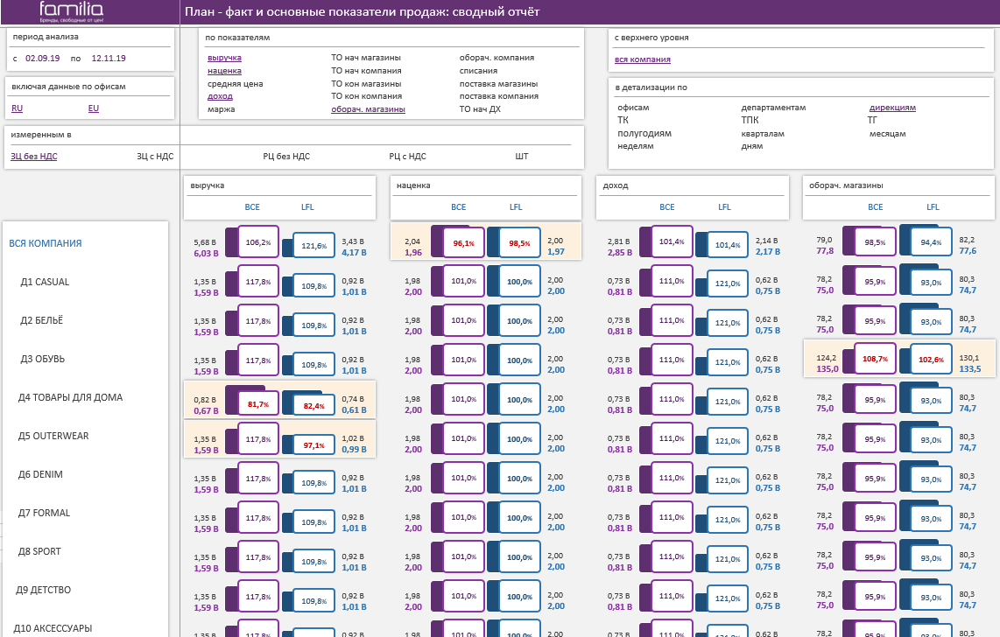 familia
Бренды, свободные от цен!
План - факт и основные показатели продаж: сводный отчёт
период анализа
с 02.09.19 по 12.11.19
включая данные по офисам
RU EU
по показателям
выручка ТО нач магазины оборач. компания
наценка ТО нач компания списания
средняя цена ТО кон магазины поставка магазины
доход ТО кон компания поставка компания
маржа оборач. магазины ТО нач ДХ
с верхнего уровня
вся компания
в детализации по
офисам департаментам дирекциям
ТК ТПК ТГ
полугодиям кварталам месяцам
неделям дням
измеренным в
ЗЦ без НДС ЗЦ с НДС РЦ без НДС РЦ с НДС ШТ
выручка наценка доход оборач. магазины
ВСЕ LFL ВСЕ LFL ВСЕ LFL ВСЕ LFL
ВСЯ КОМПАНИЯ
5,68 В 106,2% 121,6% 3,43 В 2,04 96,1% 98,5% 2,00 2,81 В 101,4% 101,4% 2,14 В 79,0 98,5% 94,4% 82,2
6,03 В 4,17 В 1,96 1,97 2,85 В 2,17 В 77,8 77,6
Д1 CASUAL
1,35 В 117,8% 109,8% 0,92 В 1,98 101,0% 100,0% 2,00 0,73 В 111,0% 121,0% 0,62 В 78,2 95,9% 93,0% 80,3
1,59 В 1,01 В 2,00 2,00 0,81 В 0,75 В 75,0 74,7
Д2 БЕЛЬЁ
1,35 В 117,8% 109,8% 0,92 В 1,98 101,0% 100,0% 2,00 0,73 В 111,0% 121,0% 0,62 В 78,2 95,9% 93,0% 80,3
1,59 В 1,01 В 2,00 2,00 0,81 В 0,75 В 75,0 74,7
Д3 ОБУВЬ
1,35 В 117,8% 109,8% 0,92 В 1,98 101,0% 100,0% 2,00 0,73 В 111,0% 121,0% 0,62 В 124,2 108,7% 102,6% 130,1
1,59 В 1,01 В 2,00 2,00 0,81 В 0,75 В 135,0 133,5
Д4 ТОВАРЫ ДЛЯ ДОМА
0,82 В 81,7% 82,4% 0,74 В 1,98 101,0% 100,0% 2,00 0,73 В 111,0% 121,0% 0,62 В 78,2 95,9% 93,0% 80,3
0,67 В 0,61 В 2,00 2,00 0,81 В 0,75 В 75,0 74,7
Д5 OUTERWEAR
1,35 В 117,8% 97,1% 1,02 В 1,98 101,0% 100,0% 2,00 0,73 В 111,0% 121,0% 0,62 В 78,2 95,9% 93,0% 80,3
1,59 В 0,99 В 2,00 2,00 0,81 В 0,75 В 75,0 74,7
Д6 DENIM
1,35 В 117,8% 109,8% 0,92 В 1,98 101,0% 100,0% 2,00 0,73 В 111,0% 121,0% 0,62 В 78,2 95,9% 93,0% 80,3
1,59 В 1,01 В 2,00 2,00 0,81 В 0,75 В 75,0 74,7
Д7 FORMAL
1,35 В 117,8% 109,8% 0,92 В 1,98 101,0% 100,0% 2,00 0,73 В 111,0% 121,0% 0,62 В 78,2 95,9% 93,0% 80,3
1,59 В 1,01 В 2,00 2,00 0,81 В 0,75 В 75,0 74,7
Д8 SPORT
1,35 В 117,8% 109,8% 0,92 В 1,98 101,0% 100,0% 2,00 0,73 В 111,0% 121,0% 0,62 В 78,2 95,9% 93,0% 80,3
1,59 В 1,01 В 2,00 2,00 0,81 В 0,75 В 75,0 74,7
Д9 ДЕТСТВО
1,35 В 117,8% 109,8% 0,92 В 1,98 101,0% 100,0% 2,00 0,73 В 111,0% 121,0% 0,62 В 78,2 95,9% 93,0% 80,3
1,59 В 1,01 В 2,00 2,00 0,81 В 0,75 В 75,0 74,7
Д10 АКСЕССУАРЫ
1,35 В 117,8% 0,92 В 1,98 101,0% 100,0% 2,00 0,73 В 111,0% 121,0% 0,62 В 78,2 95,9% 93,0% 80,3